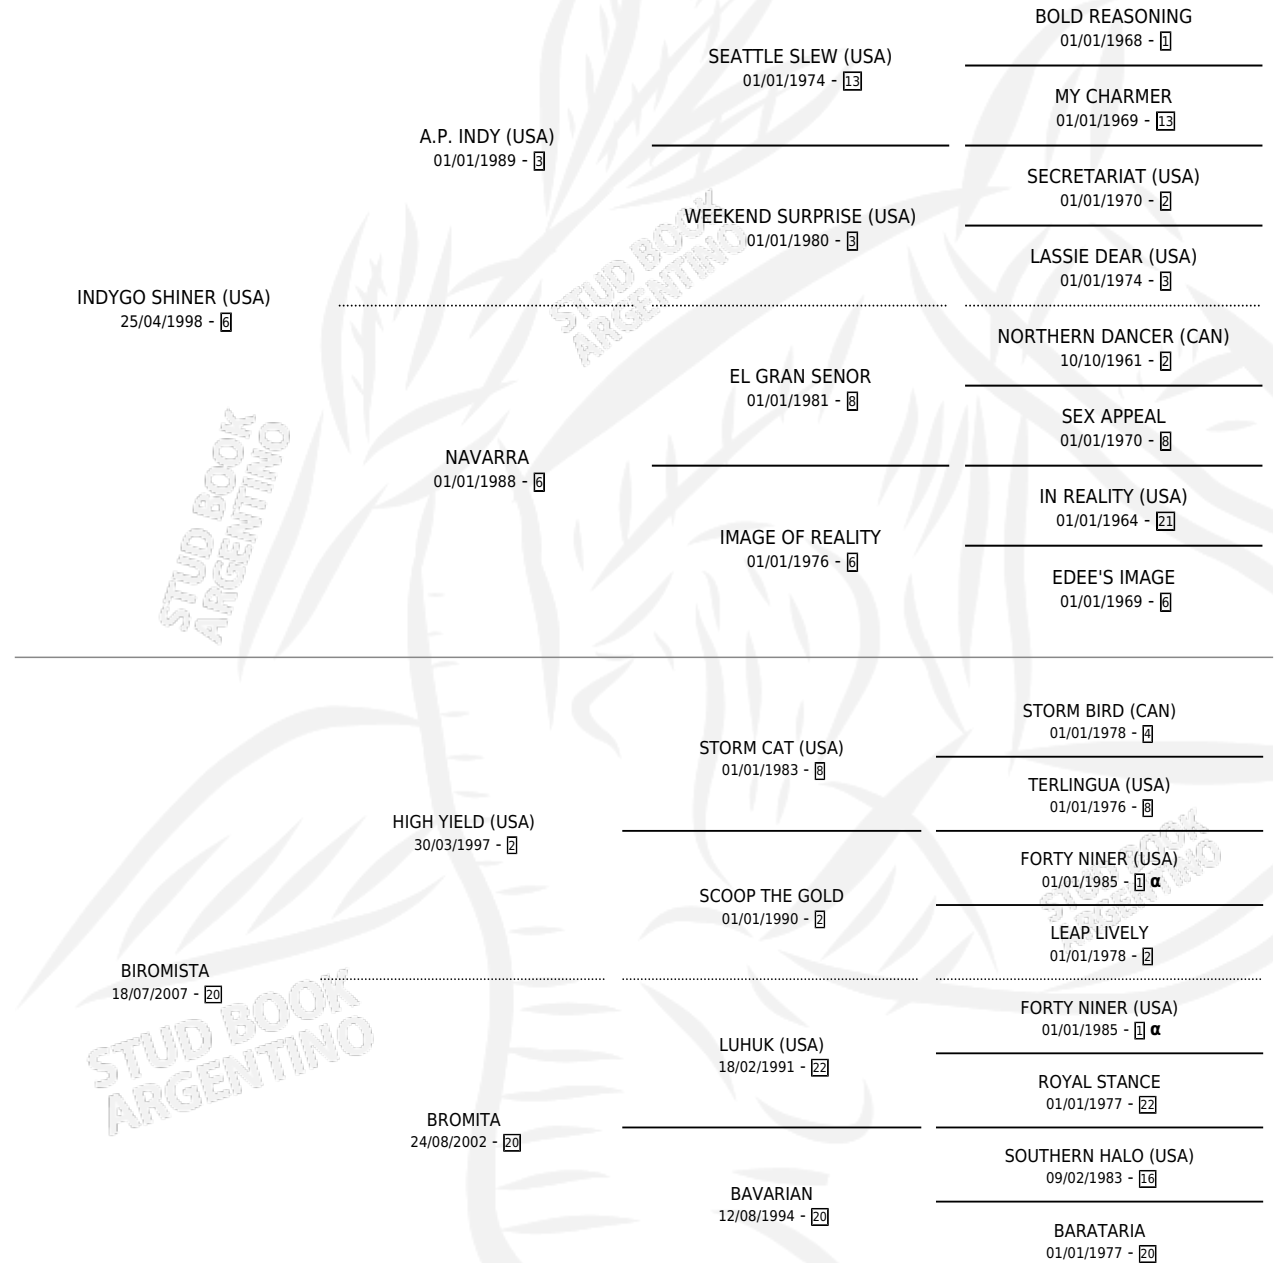 BOLD REASONING
01/01/1968 - 1
SEATTLE SLEW (USA)
01/01/1974 - 13
MY CHARMER
01/01/1969 - 13
A.P. INDY (USA)
01/01/1989 - 3
SECRETARIAT (USA)
01/01/1970 - 2
WEEKEND SURPRISE (USA)
01/01/1980 - 3
LASSIE DEAR (USA)
01/01/1974 - 3
STUD BOOK
ARGENTINO
INDYGO SHINER (USA)
25/04/1998 - 6
NORTHERN DANCER (CAN)
10/10/1961 - 2
EL GRAN SENOR
01/01/1981 - 8
SEX APPEAL
01/01/1970 - 8
NAVARRA
01/01/1988 - 6
IN REALITY (USA)
01/01/1964 - 21
IMAGE OF REALITY
01/01/1976 - 6
EDEE'S IMAGE
01/01/1969 - 6
STUD BOOK
ARGENTINO
STORM BIRD (CAN)
01/01/1978 - 4
STORM CAT (USA)
01/01/1983 - 8
TERLINGUA (USA)
01/01/1976 - 8
HIGH YIELD (USA)
30/03/1997 - 2
FORTY NINER (USA)
01/01/1985 - 1 α
SCOOP THE GOLD
01/01/1990 - 2
LEAP LIVELY
01/01/1978 - 2
STUD BOOK
ARGENTINO
BIROMISTA
18/07/2007 - 20
FORTY NINER (USA)
01/01/1985 - 1 α
LUHUK (USA)
18/02/1991 - 22
ROYAL STANCE
01/01/1977 - 22
STUD BOOK
ARGENTINO
BROMITA
24/08/2002 - 20
SOUTHERN HALO (USA)
09/02/1983 - 16
BAVARIAN
12/08/1994 - 20
BARATARIA
01/01/1977 - 20